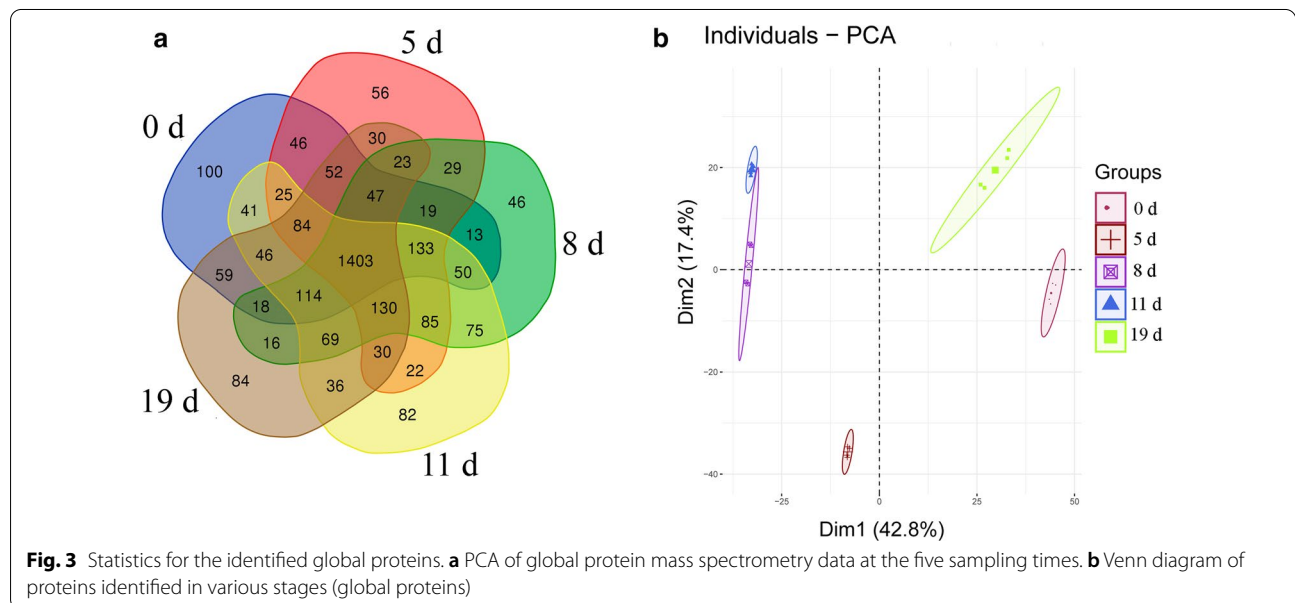 a
5 d
0 d
8 d
19 d
11 d
56
46
30
100
52
23
29
25
47
46
41
84
19
13
46
1403
133
59
50
18
114
130
85
75
16
69
30
22
84
36
82
b Individuals − PCA
Dim2 (17.4%)
20
0
−20
−40
−25
0
25
50
Dim1 (42.8%)
Groups
0 d
5 d
8 d
11 d
19 d
Fig. 3 Statistics for the identified global proteins. a PCA of global protein mass spectrometry data at the five sampling times. b Venn diagram of
proteins identified in various stages (global proteins)